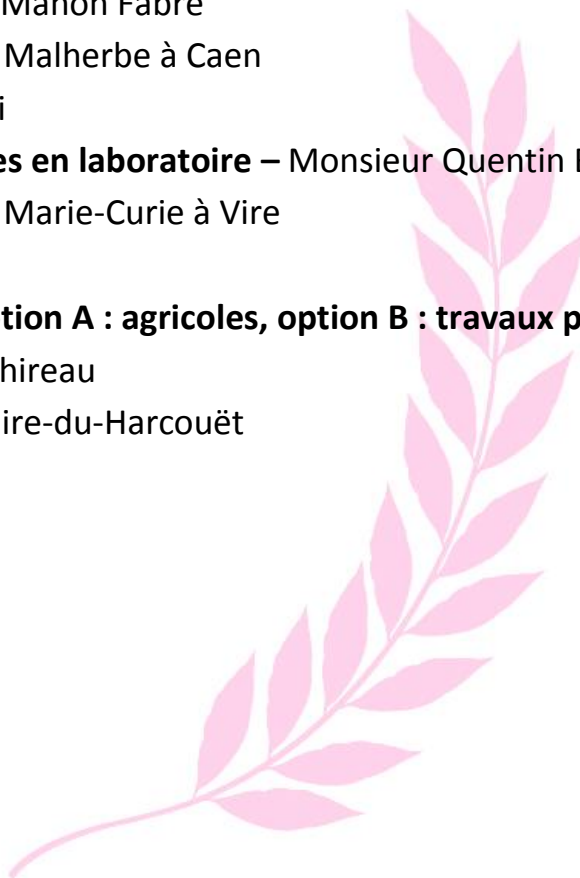 Manon Fabre
Malherbe à Caen
i
es en laboratoire – Monsieur Quentin
Marie-Curie à Vire
tion A : agricoles, option B : travaux p
hireau
ire-du-Harcouët